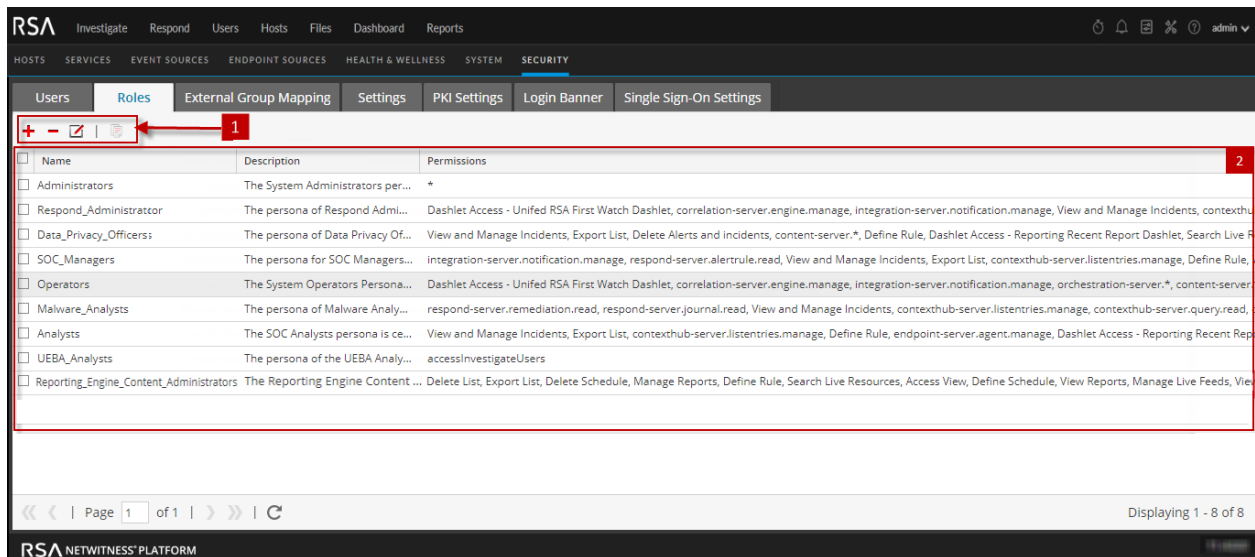 RSA Investigate Respond Users Hosts Files Dashboard Reports admin
HOSTS SERVICES EVENT SOURCES ENDPOINT SOURCES HEALTH & WELLNESS SYSTEM SECURITY
Users Roles External Group Mapping Settings PKI Settings Login Banner Single Sign-On Settings
1
Name Description Permissions 2
Administrators The System Administrators per... *
Respond_Administrator The persona of Respond Admi... Dashlet Access - Unifed RSA First Watch Dashlet, correlation-server.engine.manage, integration-server.notification.manage, View and Manage Incidents, contexthu
Data_Privacy_Officers The persona of Data Privacy Of... View and Manage Incidents, Export List, Delete Alerts and incidents, content-server.*, Define Rule, Dashlet Access - Reporting Recent Report Dashlet, Search Live R
SOC_Managers The persona for SOC Managers... integration-server.notification.manage, respond-server.alertrule.read, View and Manage Incidents, Export List, contexthub-server.listentries.manage, Define Rule,
Operators The System Operators Persona... Dashlet Access - Unifed RSA First Watch Dashlet, correlation-server.engine.manage, integration-server.notification.manage, orchestration-server.*, content-server.
Malware_Analysts The persona of Malware Analy... respond-server.remediation.read, respond-server.journal.read, View and Manage Incidents, contexthub-server.listentries.manage, contexthub-server.query.read,
Analysts The SOC Analysts persona is ce... View and Manage Incidents, Export List, contexthub-server.listentries.manage, Define Rule, endpoint-server.agent.manage, Dashlet Access - Reporting Recent Rep
UEBA_Analysts The persona of the UEBA Analy... accessInvestigateUsers
Reporting_Engine_Content_Administrators The Reporting Engine Content ... Delete List, Export List, Delete Schedule, Manage Reports, Define Rule, Search Live Resources, Access View, Define Schedule, View Reports, Manage Live Feeds, Vie
Page 1 of 1 Displaying 1 - 8 of 8
RSA NETWITNESS® PLATFORM